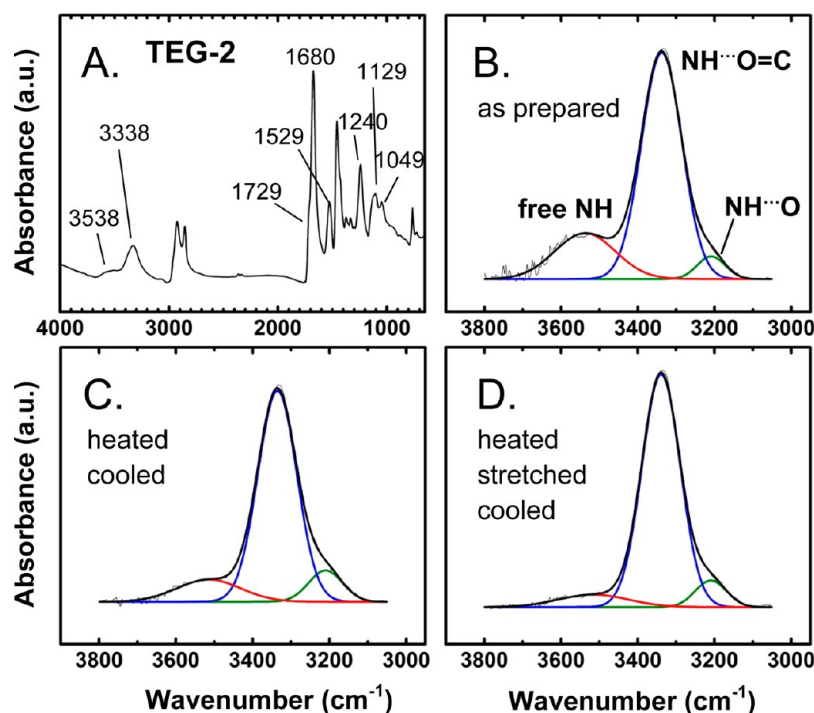 A.
TEG-2
1680
1129
3338
1529
1240
1049
3538
1729
Absorbance (a.u.)
4000 3000 2000 1000
B.
NH···O=C
as prepared
free NH
NH···O
3800 3600 3400 3200 3000
C.
heated
cooled
Absorbance (a.u.)
3800 3600 3400 3200 3000
Wavenumber (cm⁻¹)
D.
heated
stretched
cooled
3800 3600 3400 3200 3000
Wavenumber (cm⁻¹)